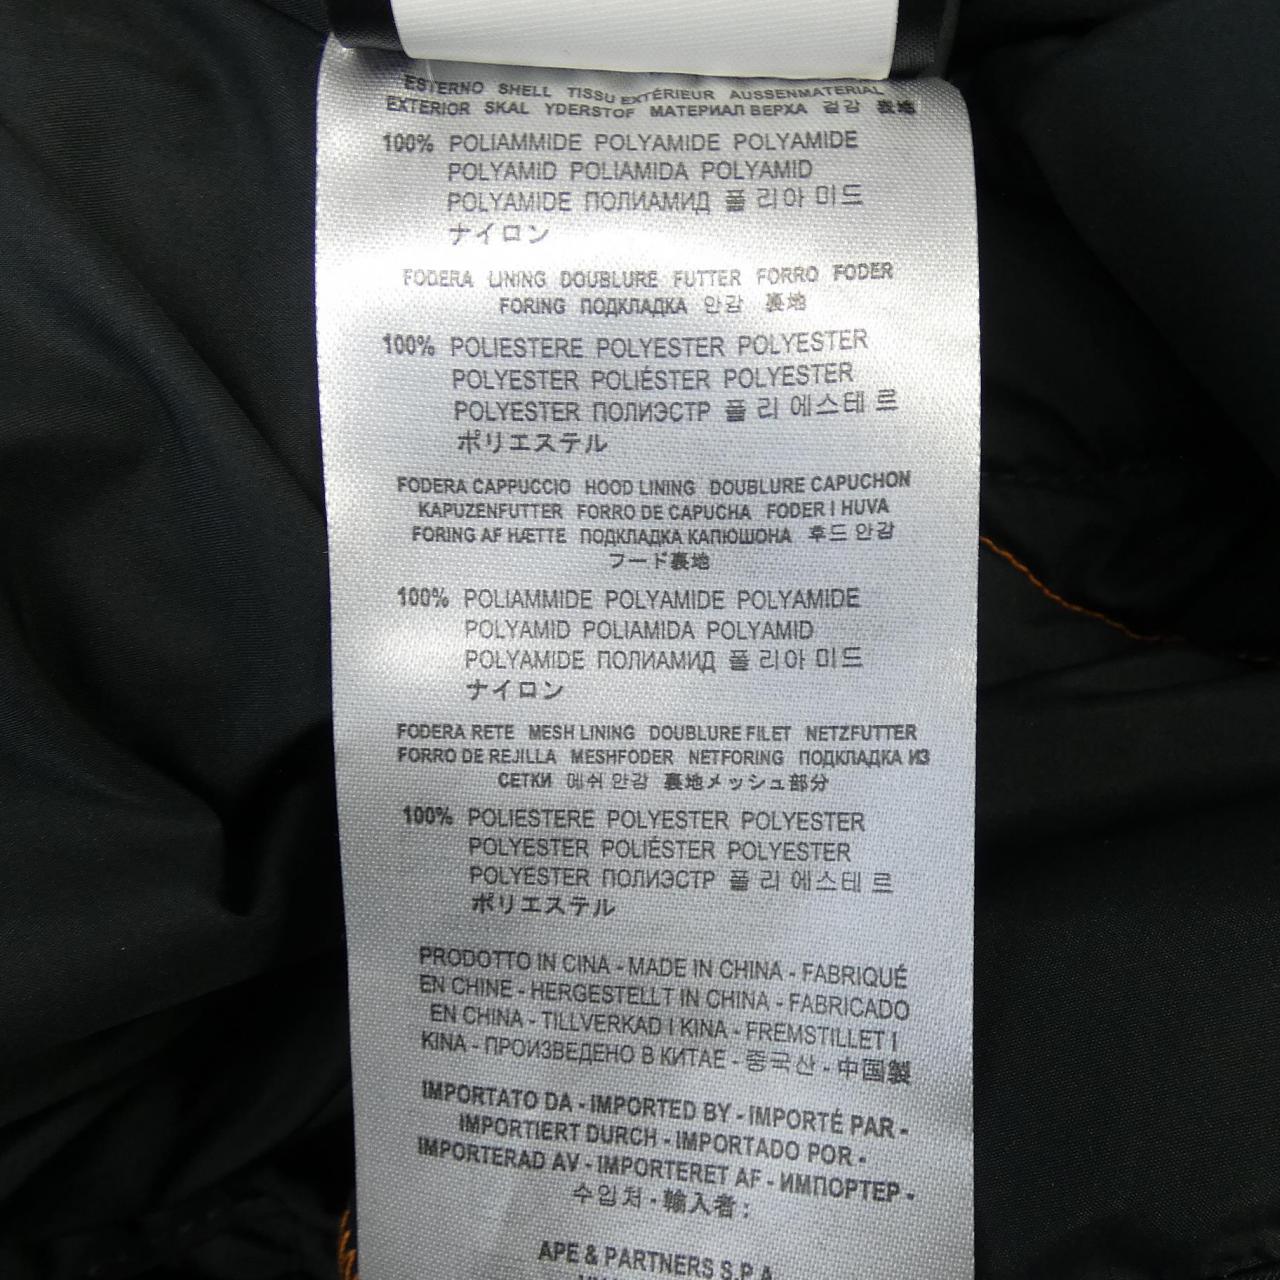 ESTERNO SHELL TISSU EXTÉRIEUR AUSSENMATERIAL
EXTERIOR SKAL YDERSTOF МАТЕРИАЛ ВЕРХА 겉감 表地
100% POLIAMMIDE POLYAMIDE POLYAMIDE
POLYAMID POLIAMIDA POLYAMID
POLYAMIDE ПОЛИАМИД 폴리아미드
ナイロン
FODERA LINING DOUBLURE FUTTER FORRO FODER
FORING ПОДКЛАДКА 안감 裏地
100% POLIESTERE POLYESTER POLYESTER
POLYESTER POLIÉSTER POLYESTER
POLYESTER ПОЛИЭСТР 폴리에스테르
ポリエステル
FODERA CAPPUCCIO HOOD LINING DOUBLURE CAPUCHON
KAPUZENFUTTER FORRO DE CAPUCHA FODER I HUVA
FORING AF HÆTTE ПОДКЛАДКА КАПЮШОНА 후드 안감
フード裏地
100% POLIAMMIDE POLYAMIDE POLYAMIDE
POLYAMID POLIAMIDA POLYAMID
POLYAMIDE ПОЛИАМИД 폴리아미드
ナイロン
FODERA RETE MESH LINING DOUBLURE FILET NETZFUTTER
FORRO DE REJILLA MESHFODER NETFORING ПОДКЛАДКА ИЗ
СЕТКИ 메쉬 안감 裏地メッシュ部分
100% POLIESTERE POLYESTER POLYESTER
POLYESTER POLIÉSTER POLYESTER
POLYESTER ПОЛИЭСТР 폴리에스테르
ポリエステル
PRODOTTO IN CINA - MADE IN CHINA - FABRIQUÉ
EN CHINE - HERGESTELLT IN CHINA - FABRICADO
EN CHINA - TILLVERKAD I KINA - FREMSTILLET I
KINA - ПРОИЗВЕДЕНО В КИТАЕ - 중국산 - 中国製
IMPORTATO DA - IMPORTED BY - IMPORTÉ PAR -
IMPORTIERT DURCH - IMPORTADO POR -
IMPORTERAD AV - IMPORTERET AF - ИМПОРТЕР -
수입처 - 輸入者 :
APE & PARTNERS S.P.A.